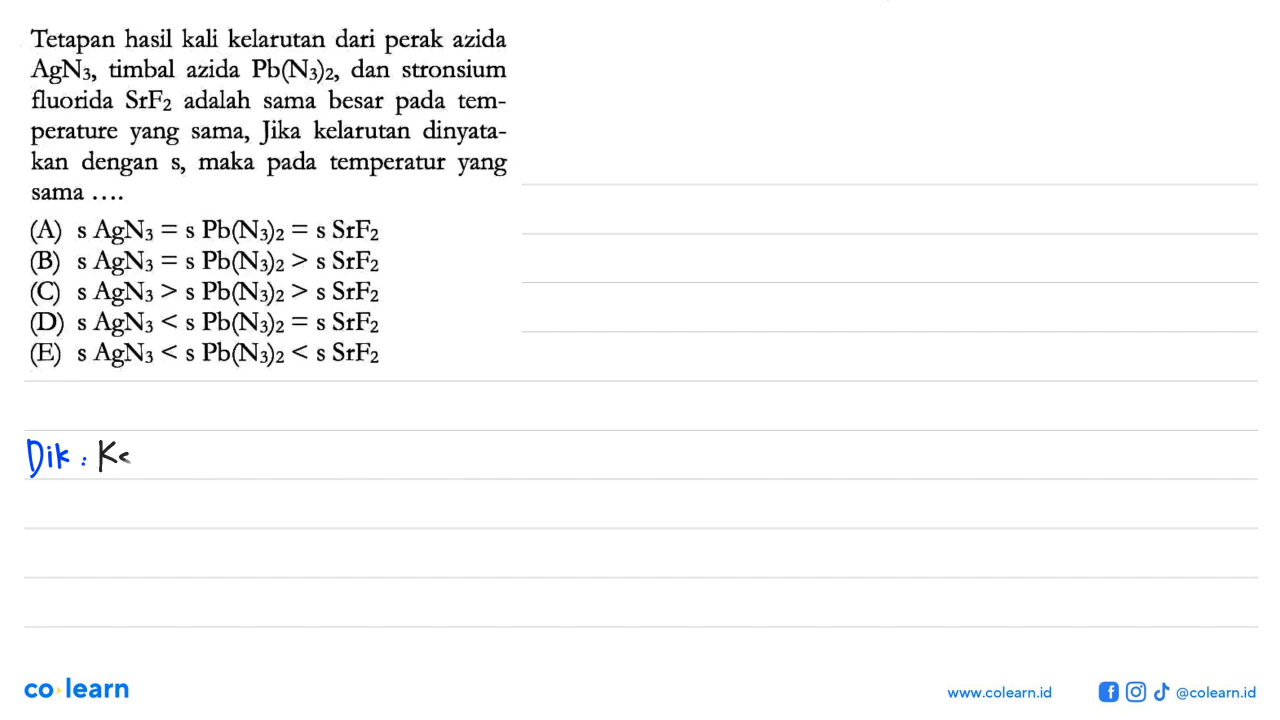 Tetapan hasil kali kelarutan dari perak azida
AgN3, timbal azida Pb(N3)2, dan stronsium
fluorida SrF2 adalah sama besar pada tem-
perature yang sama, Jika kelarutan dinyata-
kan dengan s, maka pada temperatur yang
sama ....
(A) s AgN3 = s Pb(N3)2 = s SrF2
(B) s AgN3 = s Pb(N3)2 > s SrF2
(C) s AgN3 > s Pb(N3)2 > s SrF2
(D) s AgN3 < s Pb(N3)2 = s SrF2
(E) s AgN3 < s Pb(N3)2 < s SrF2
Dik :
co learn
www.colearn.id
@colearn.id